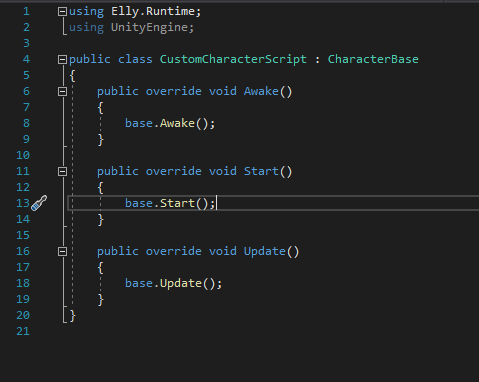 1 using Elly.Runtime;
2 using UnityEngine;
3
4 public class CustomCharacterScript : CharacterBase
5 {
6 public override void Awake()
7 {
8 base.Awake();
9 }
10
11 public override void Start()
12 {
13 base.Start();
14 }
15
16 public override void Update()
17 {
18 base.Update();
19 }
20 }
21